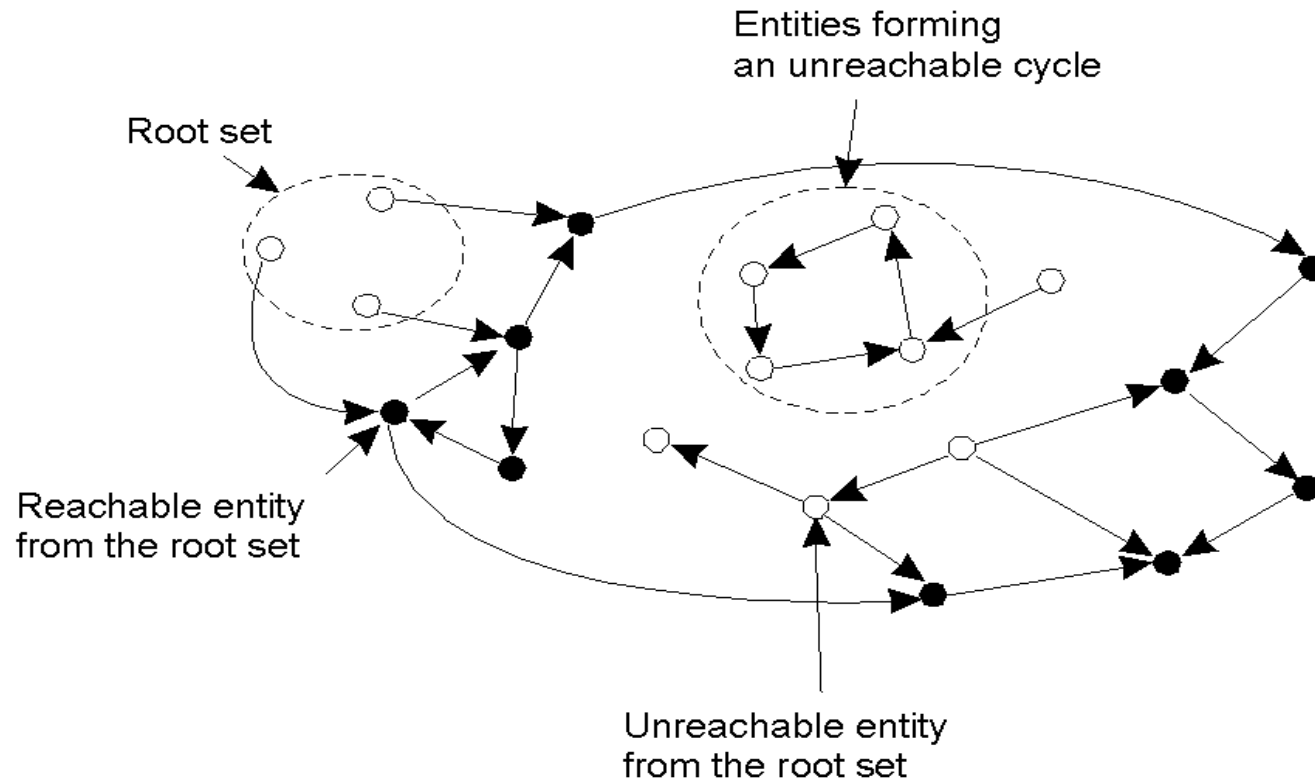 Entities forming
an unreachable cycle
Root set
Reachable entity
from the root set
Unreachable entity
from the root set